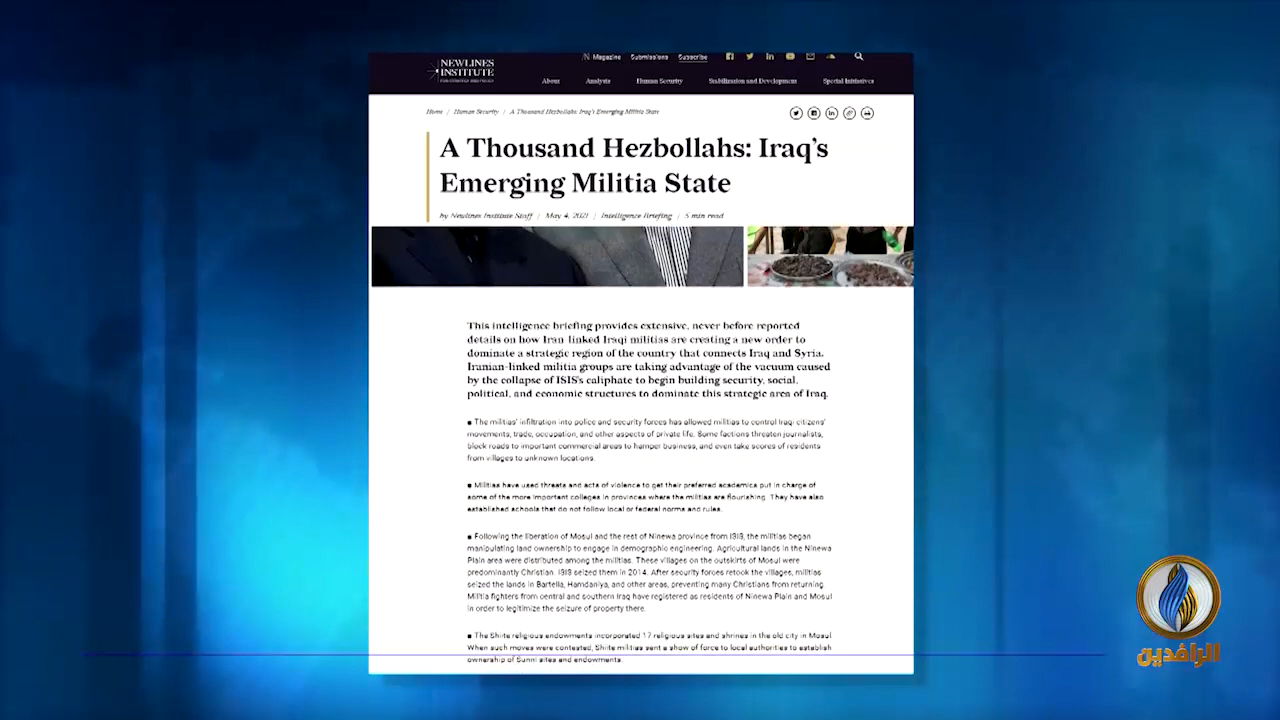 NEWLINES
INSTITUTE
FOR STRATEGY AND POLICY
N Magazine Submissions Subscribe
About Analysis Human Security Stabilization and Development Special Initiatives
Home / Human Security / A Thousand Hezbollahs: Iraq's Emerging Militia State
A Thousand Hezbollahs: Iraq's
Emerging Militia State
by Newlines Institute Staff / May 4, 2021 / Intelligence Briefing / 5 min read
This intelligence briefing provides extensive, never before reported
details on how Iran-linked Iraqi militias are creating a new order to
dominate a strategic region of the country that connects Iraq and Syria.
Iranian-linked militia groups are taking advantage of the vacuum caused
by the collapse of ISIS's caliphate to begin building security, social,
political, and economic structures to dominate this strategic area of Iraq.
■ The militias' infiltration into police and security forces has allowed militias to control Iraqi citizens'
movements, trade, occupation, and other aspects of private life. Some factions threaten journalists,
block roads to important commercial areas to hamper business, and even take scores of residents
from villages to unknown locations.
■ Militias have used threats and acts of violence to get their preferred academics put in charge of
some of the more important colleges in provinces where the militias are flourishing. They have also
established schools that do not follow local or federal norms and rules.
■ Following the liberation of Mosul and the rest of Ninewa province from ISIS, the militias began
manipulating land ownership to engage in demographic engineering. Agricultural lands in the Ninewa
Plain area were distributed among the militias. These villages on the outskirts of Mosul were
predominantly Christian. ISIS seized them in 2014. After security forces retook the villages, militias
seized the lands in Bartella, Hamdaniya, and other areas, preventing many Christians from returning.
Militia fighters from central and southern Iraq have registered as residents of Ninewa Plain and Mosul
in order to legitimize the seizure of property there.
■ The Shiite religious endowments incorporated 17 religious sites and shrines in the old city in Mosul
When such moves were contested, Shiite militias sent a show of force to local authorities to establish
ownership of Sunni sites and endowments.
الرافدين